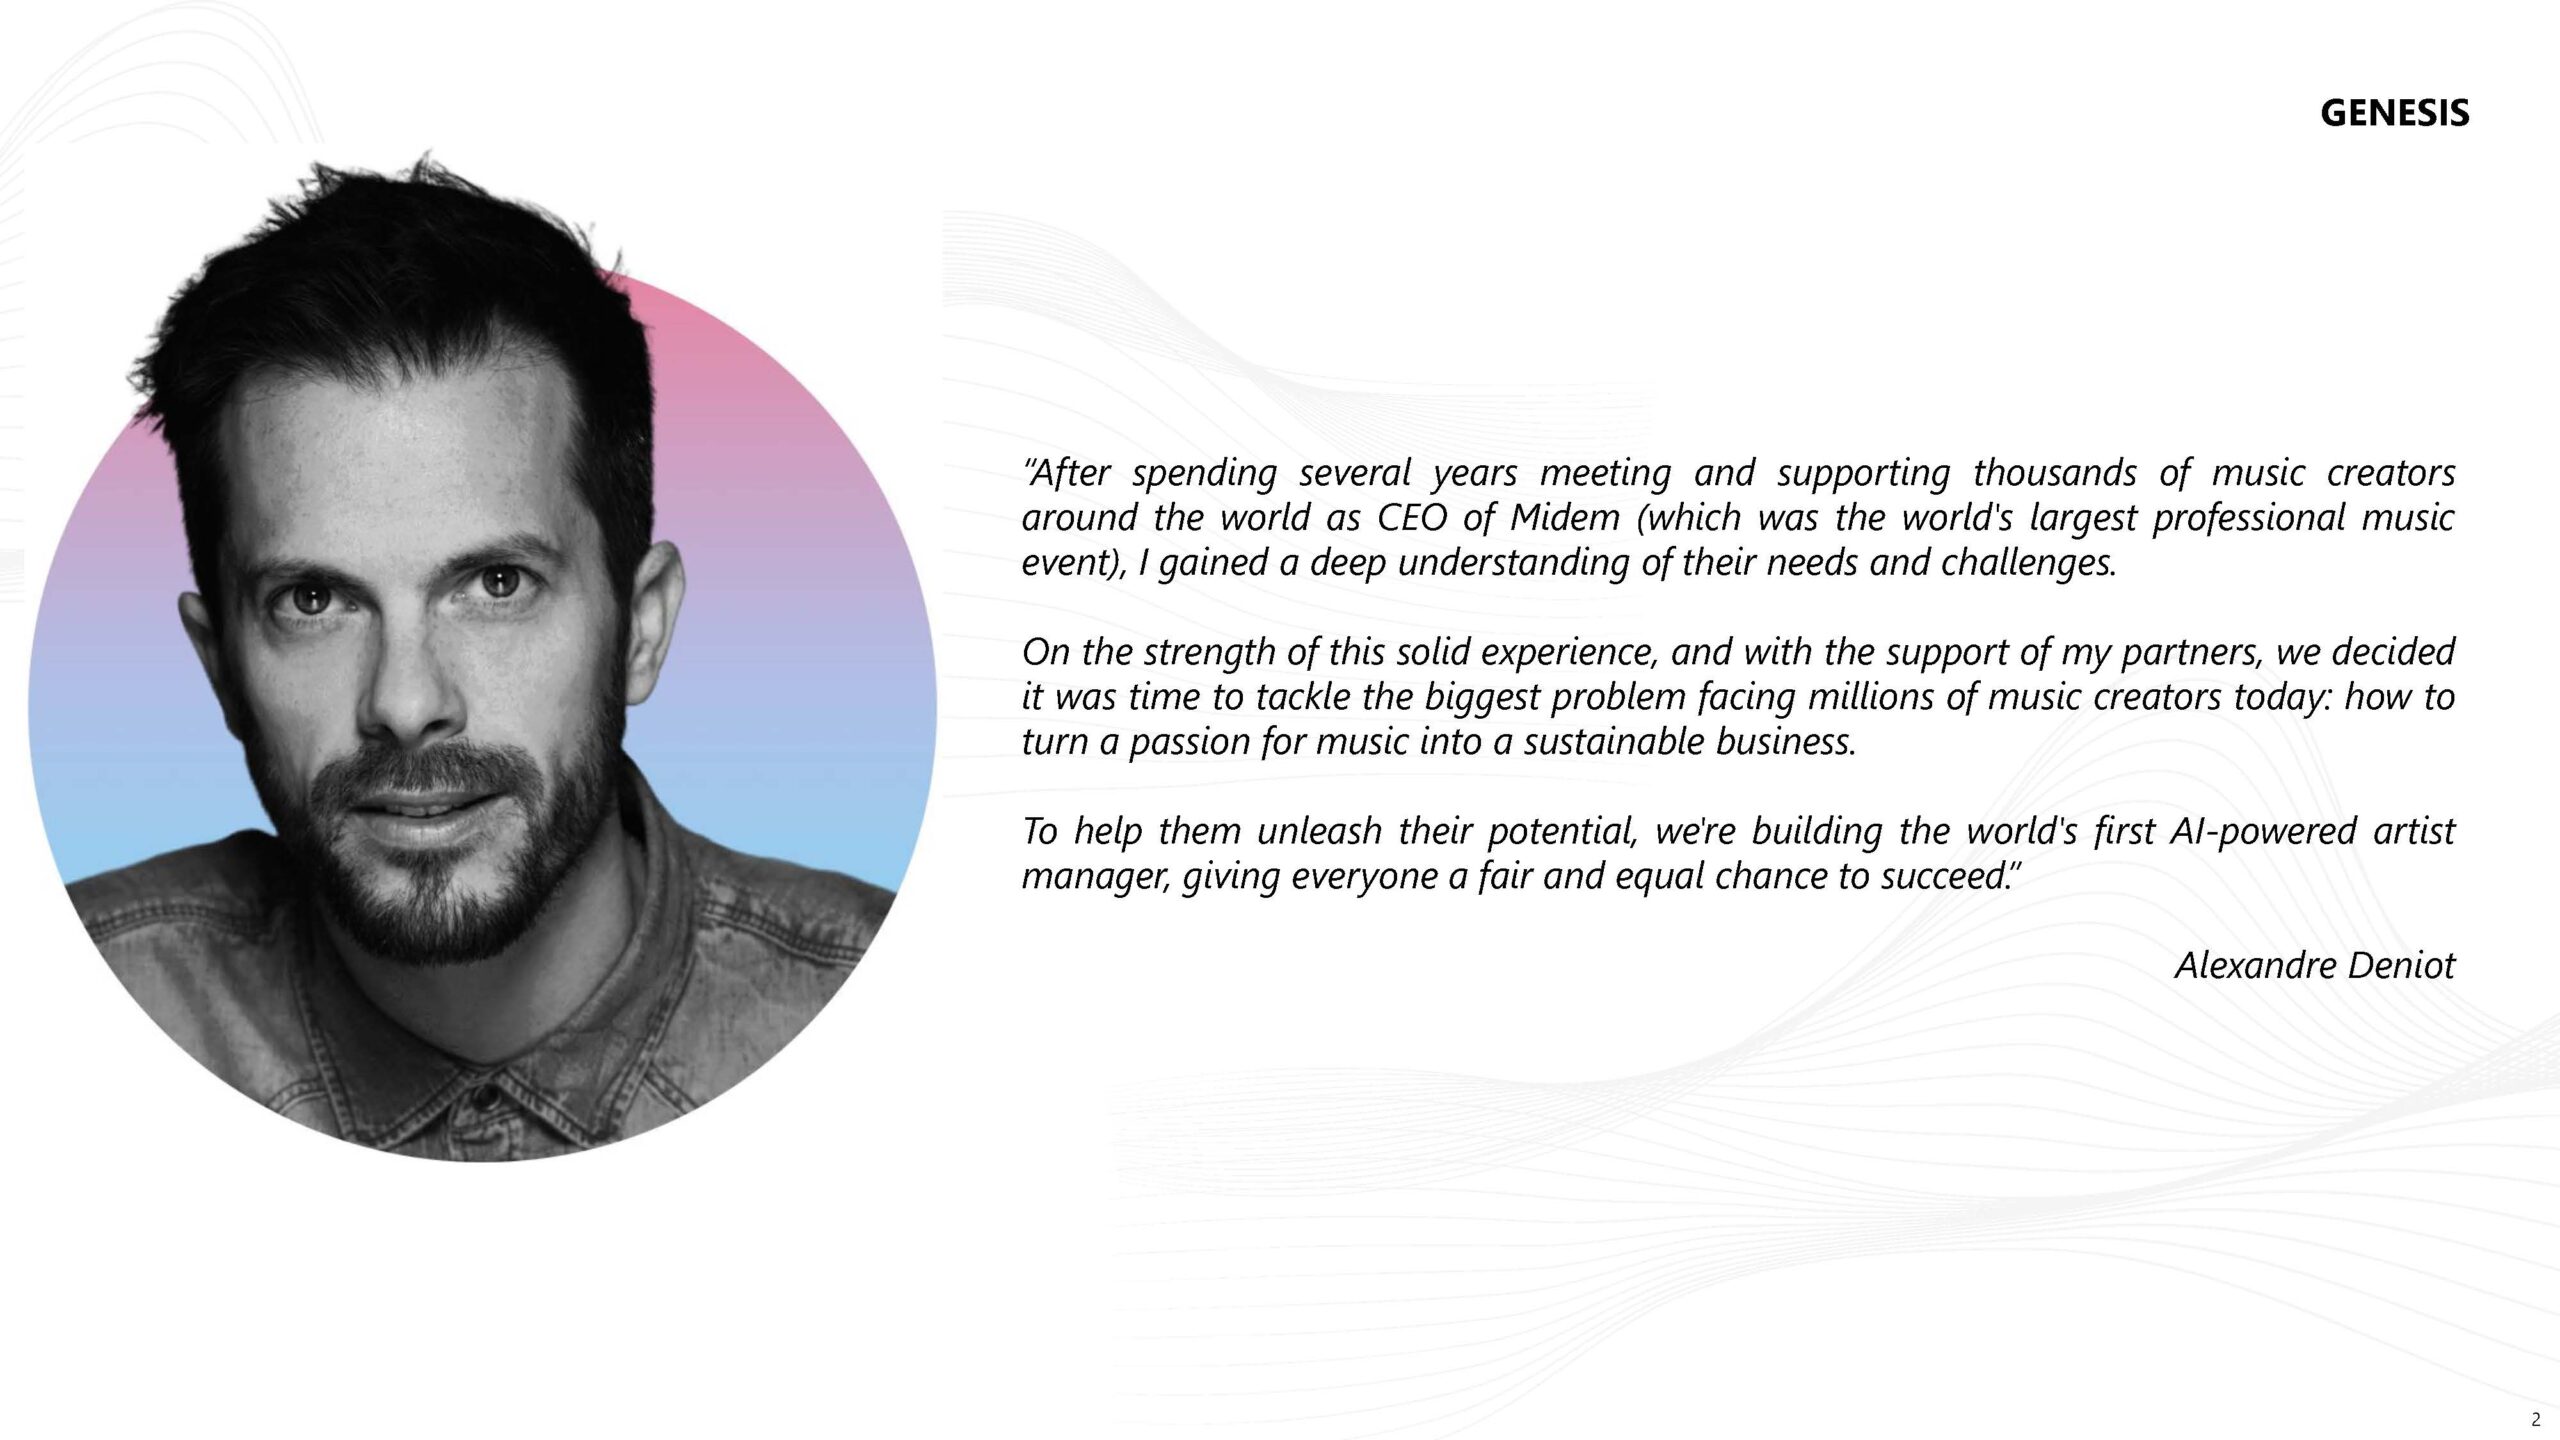 GENESIS
“After spending several years meeting and supporting thousands of music creators
around the world as CEO of Midem (which was the world's largest professional music
event), I gained a deep understanding of their needs and challenges.
On the strength of this solid experience, and with the support of my partners, we decided
it was time to tackle the biggest problem facing millions of music creators today: how to
turn a passion for music into a sustainable business.
To help them unleash their potential, we're building the world's first AI-powered artist
manager, giving everyone a fair and equal chance to succeed.”
Alexandre Deniot
2